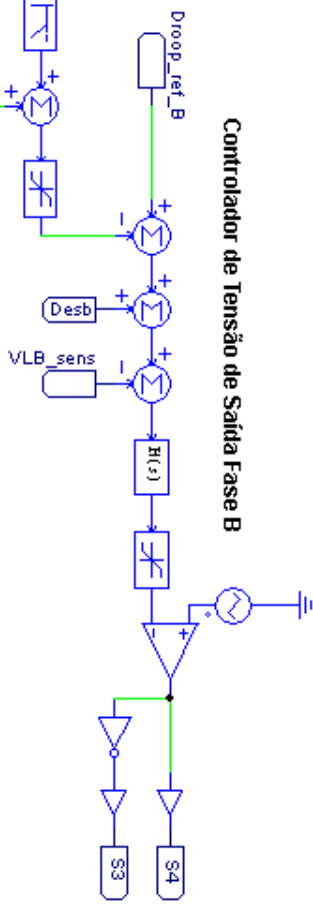 Controlador de Tensão de Saída Fase B
Droop_ref_B
+
+
+
-
+
+
Desb
+
-
VLB_sens
H(s)
-
+
S4
S3